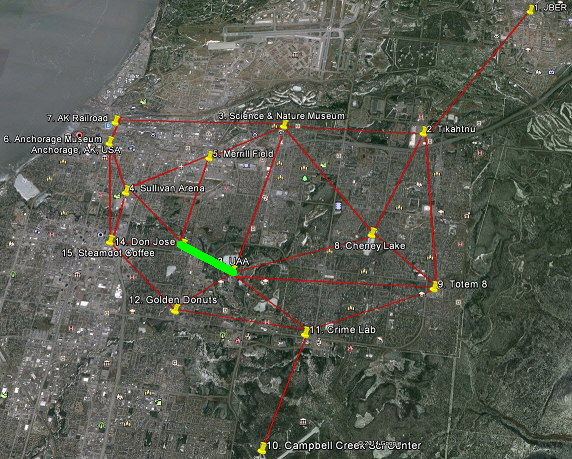 1. JBER
7. AK Railroad
3. Science & Nature Museum
2. Tikahtnu
6. Anchorage Museum
Anchorage, AK, USA
5. Merrill Field
4. Sullivan Arena
14. Don Jose
15. Steamdot Coffee
UAA
8. Cheney Lake
9. Totem 8
12. Golden Donuts
11. Crime Lab
10. Campbell Creek Sci Center